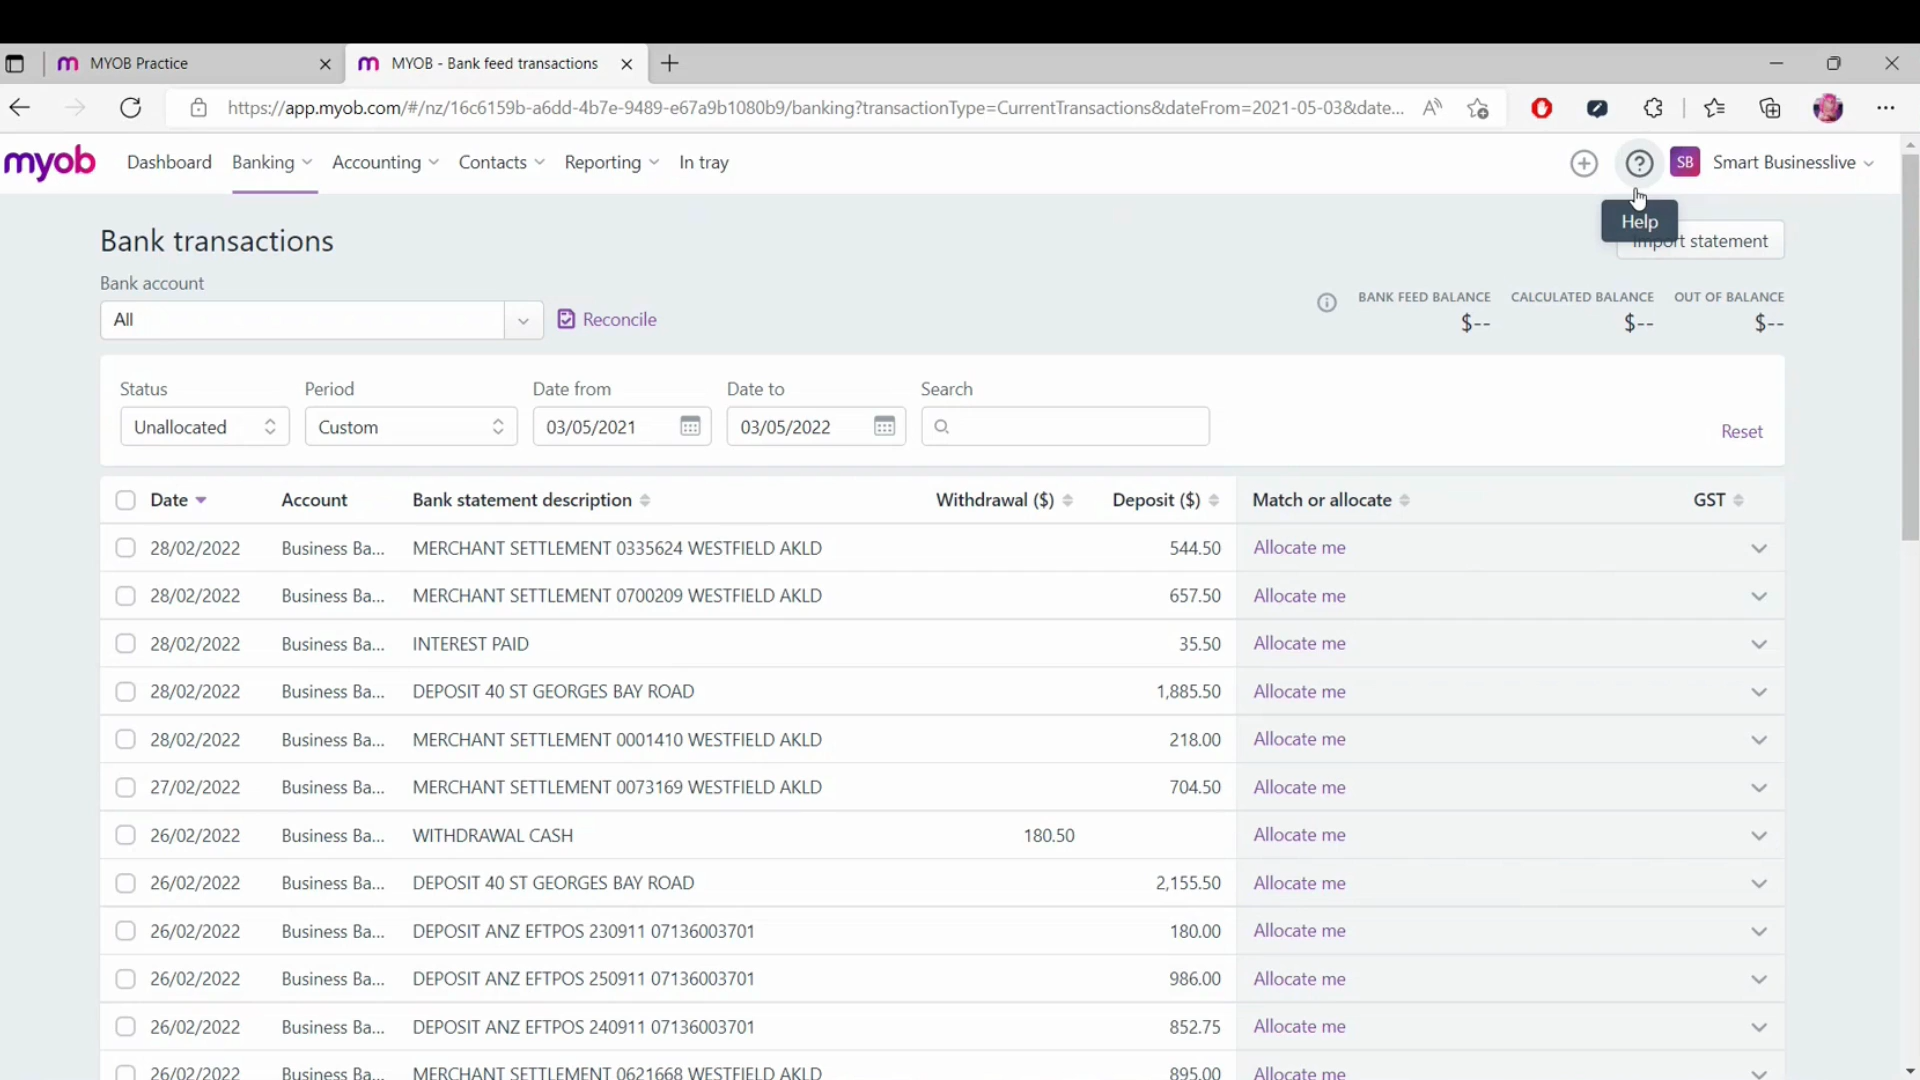 MYOB Practice
MYOB - Bank feed transactions
https://app.myob.com/#/nz/16c6159b-a6dd-4b7e-9489-e67a9b1080b9/banking?transactionType=CurrentTransactions&dateFrom=2021-05-03&date...
myob Dashboard Banking Accounting Contacts Reporting In tray SB Smart Businesslive
Help
Bank transactions
Import statement
Bank account
All
Reconcile
BANK FEED BALANCE CALCULATED BALANCE OUT OF BALANCE
$-- $-- $--
Status Period Date from Date to Search
Unallocated Custom 03/05/2021 03/05/2022
Reset
Date Account Bank statement description Withdrawal ($) Deposit ($) Match or allocate GST
28/02/2022 Business Ba... MERCHANT SETTLEMENT 0335624 WESTFIELD AKLD 544.50 Allocate me
28/02/2022 Business Ba... MERCHANT SETTLEMENT 0700209 WESTFIELD AKLD 657.50 Allocate me
28/02/2022 Business Ba... INTEREST PAID 35.50 Allocate me
28/02/2022 Business Ba... DEPOSIT 40 ST GEORGES BAY ROAD 1,885.50 Allocate me
28/02/2022 Business Ba... MERCHANT SETTLEMENT 0001410 WESTFIELD AKLD 218.00 Allocate me
27/02/2022 Business Ba... MERCHANT SETTLEMENT 0073169 WESTFIELD AKLD 704.50 Allocate me
26/02/2022 Business Ba... WITHDRAWAL CASH 180.50 Allocate me
26/02/2022 Business Ba... DEPOSIT 40 ST GEORGES BAY ROAD 2,155.50 Allocate me
26/02/2022 Business Ba... DEPOSIT ANZ EFTPOS 230911 07136003701 180.00 Allocate me
26/02/2022 Business Ba... DEPOSIT ANZ EFTPOS 250911 07136003701 986.00 Allocate me
26/02/2022 Business Ba... DEPOSIT ANZ EFTPOS 240911 07136003701 852.75 Allocate me
26/02/2022 Business Ba... MERCHANT SETTLEMENT 0621668 WESTFIELD AKLD 895.00 Allocate me